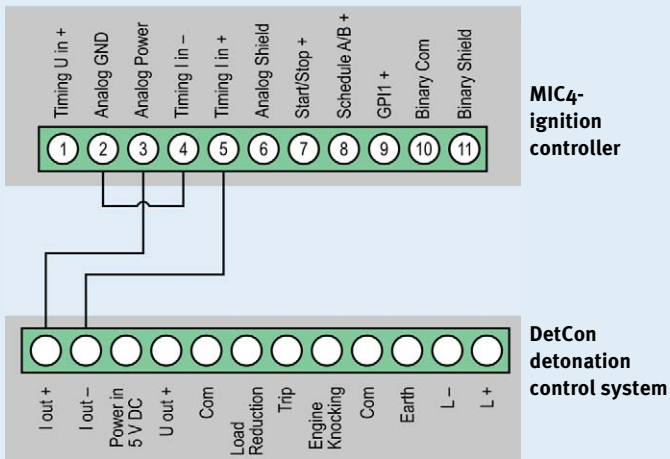 Timing U in +
Analog GND
Analog Power
Timing I in –
Timing I in +
Analog Shield
Start/Stop +
Schedule A/B +
GPI1 +
Binary Com
Binary Shield
1 2 3 4 5 6 7 8 9 10 11
MIC4-
ignition
controller
I out +
I out –
Power in
5 V DC
U out +
Com
Load
Reduction
Trip
Engine
Knocking
Com
Earth
L –
L +
DetCon
detonation
control system